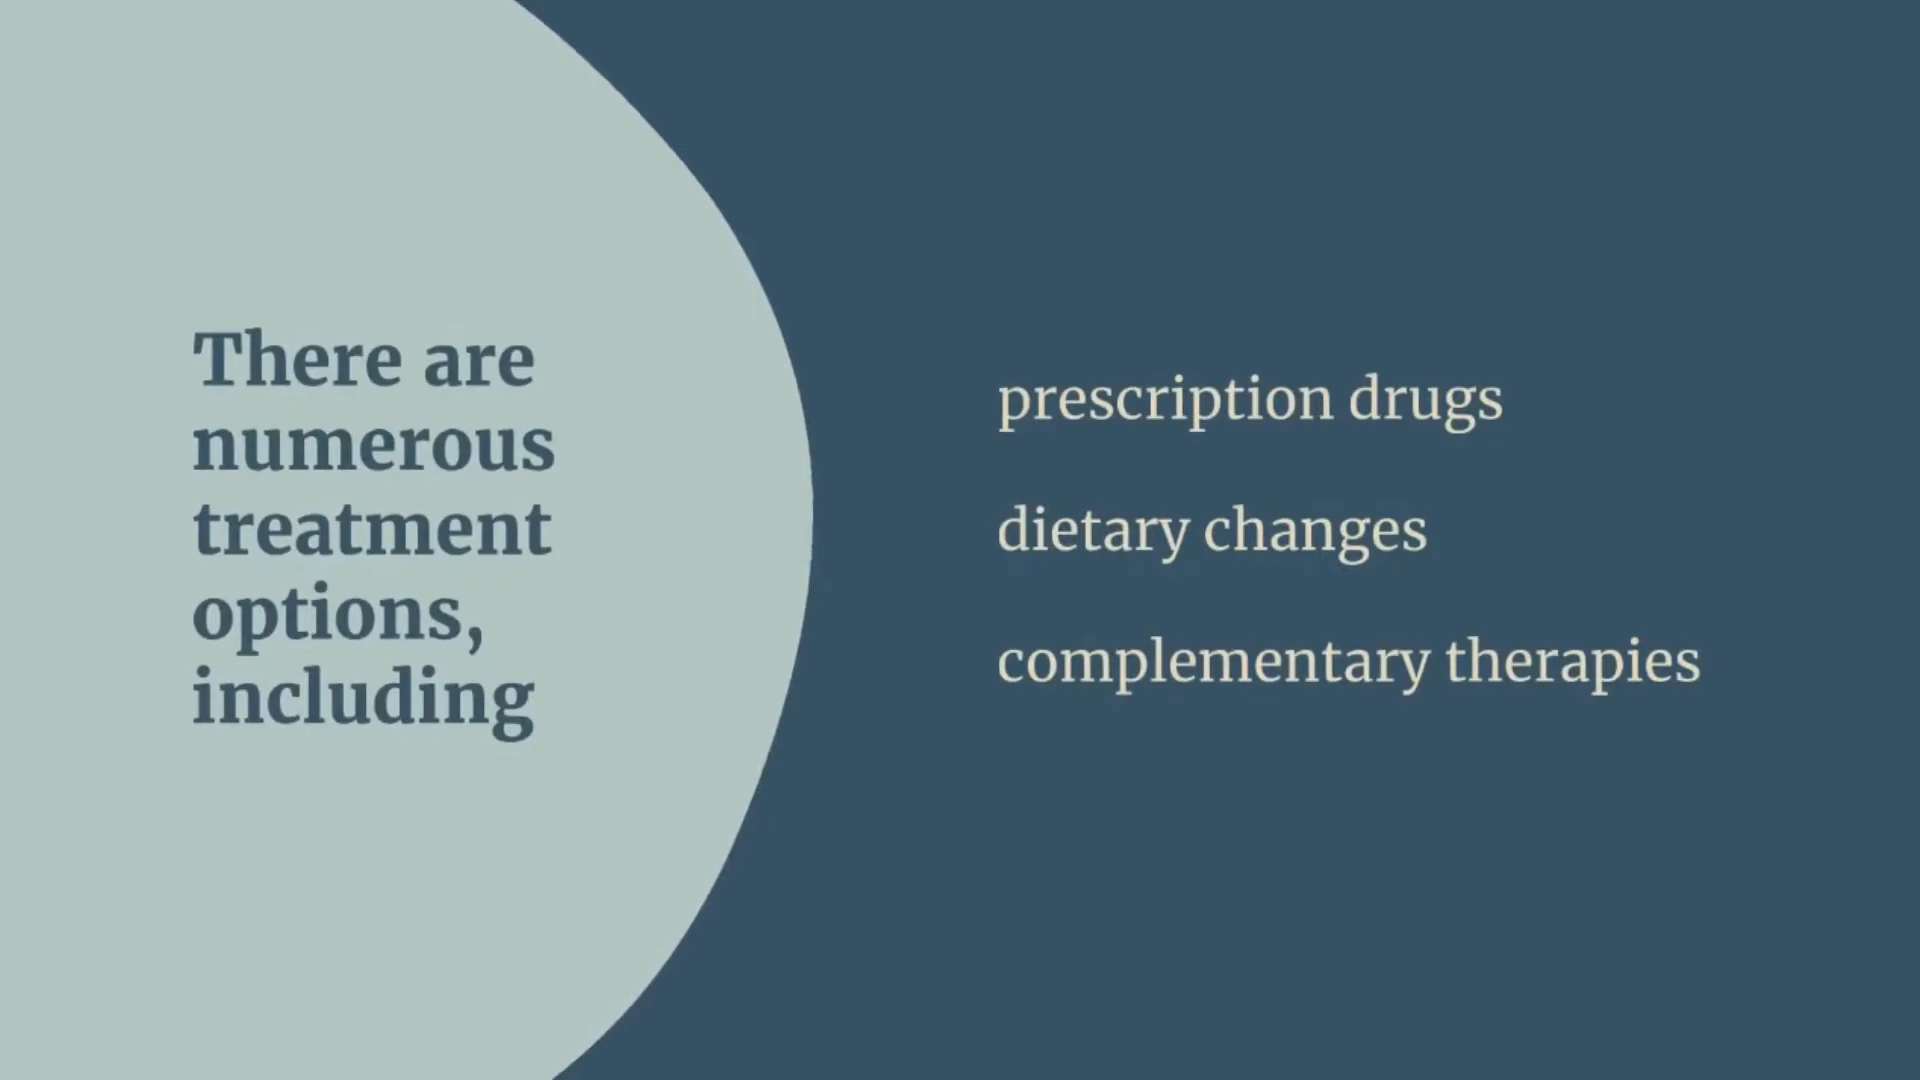 There are
numerous
treatment
options,
including
prescription drugs
dietary changes
complementary therapies